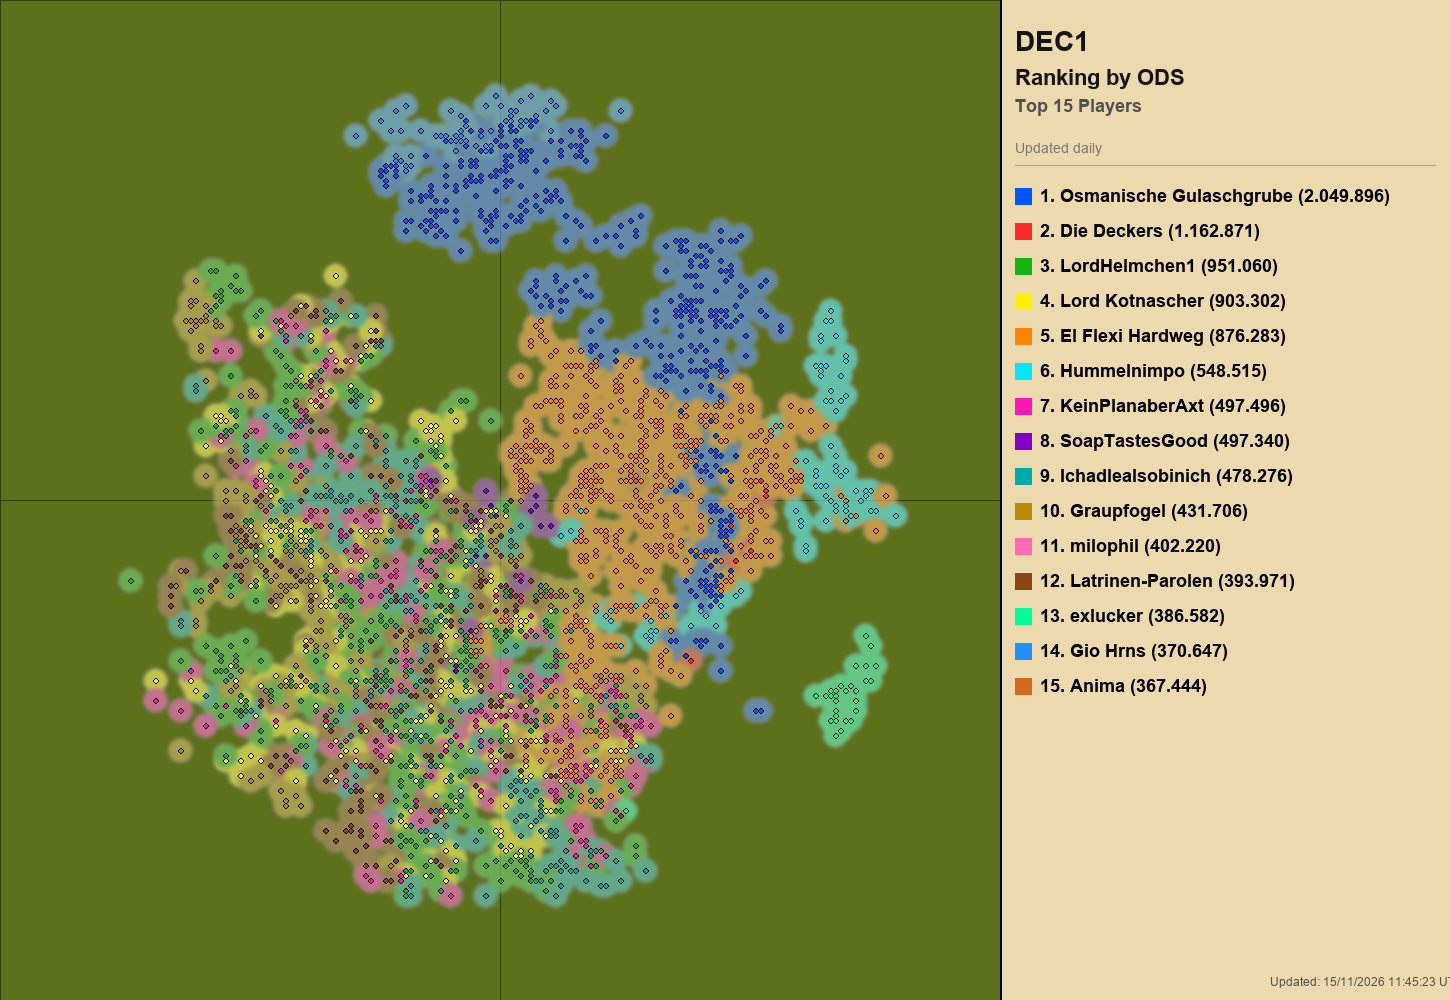 DEC1
Ranking by ODS
Top 15 Players
Updated daily
1. Osmanische Gulaschgrube (2.049.896)
2. Die Deckers (1.162.871)
3. LordHelmchen1 (951.060)
4. Lord Kotnascher (903.302)
5. El Flexi Hardweg (876.283)
6. Hummelnimpo (548.515)
7. KeinPlanaberAxt (497.496)
8. SoapTastesGood (497.340)
9. Ichadlealsobinich (478.276)
10. Graupfogel (431.706)
11. milophil (402.220)
12. Latrinen-Parolen (393.971)
13. exlucker (386.582)
14. Gio Hrns (370.647)
15. Anima (367.444)
Updated: 15/11/2026 11:45:23